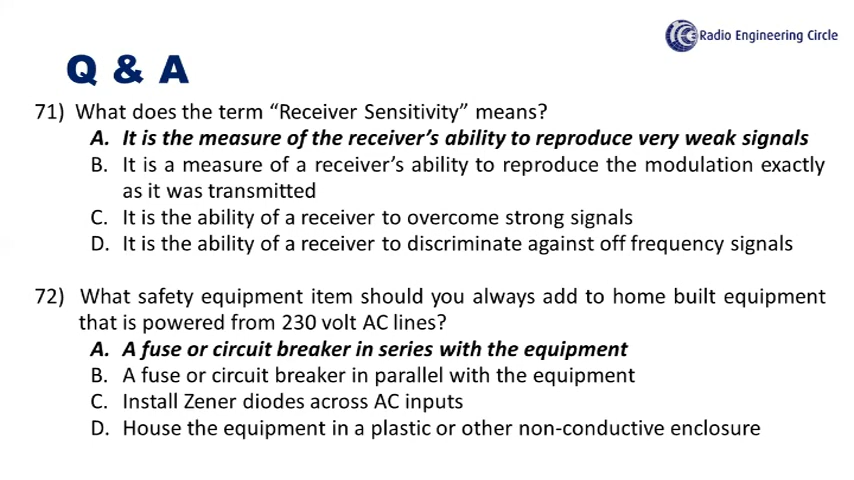 Radio Engineering Circle
Q & A
71) What does the term “Receiver Sensitivity” means?
A. It is the measure of the receiver’s ability to reproduce very weak signals
B. It is a measure of a receiver’s ability to reproduce the modulation exactly
as it was transmitted
C. It is the ability of a receiver to overcome strong signals
D. It is the ability of a receiver to discriminate against off frequency signals
72) What safety equipment item should you always add to home built equipment
that is powered from 230 volt AC lines?
A. A fuse or circuit breaker in series with the equipment
B. A fuse or circuit breaker in parallel with the equipment
C. Install Zener diodes across AC inputs
D. House the equipment in a plastic or other non-conductive enclosure